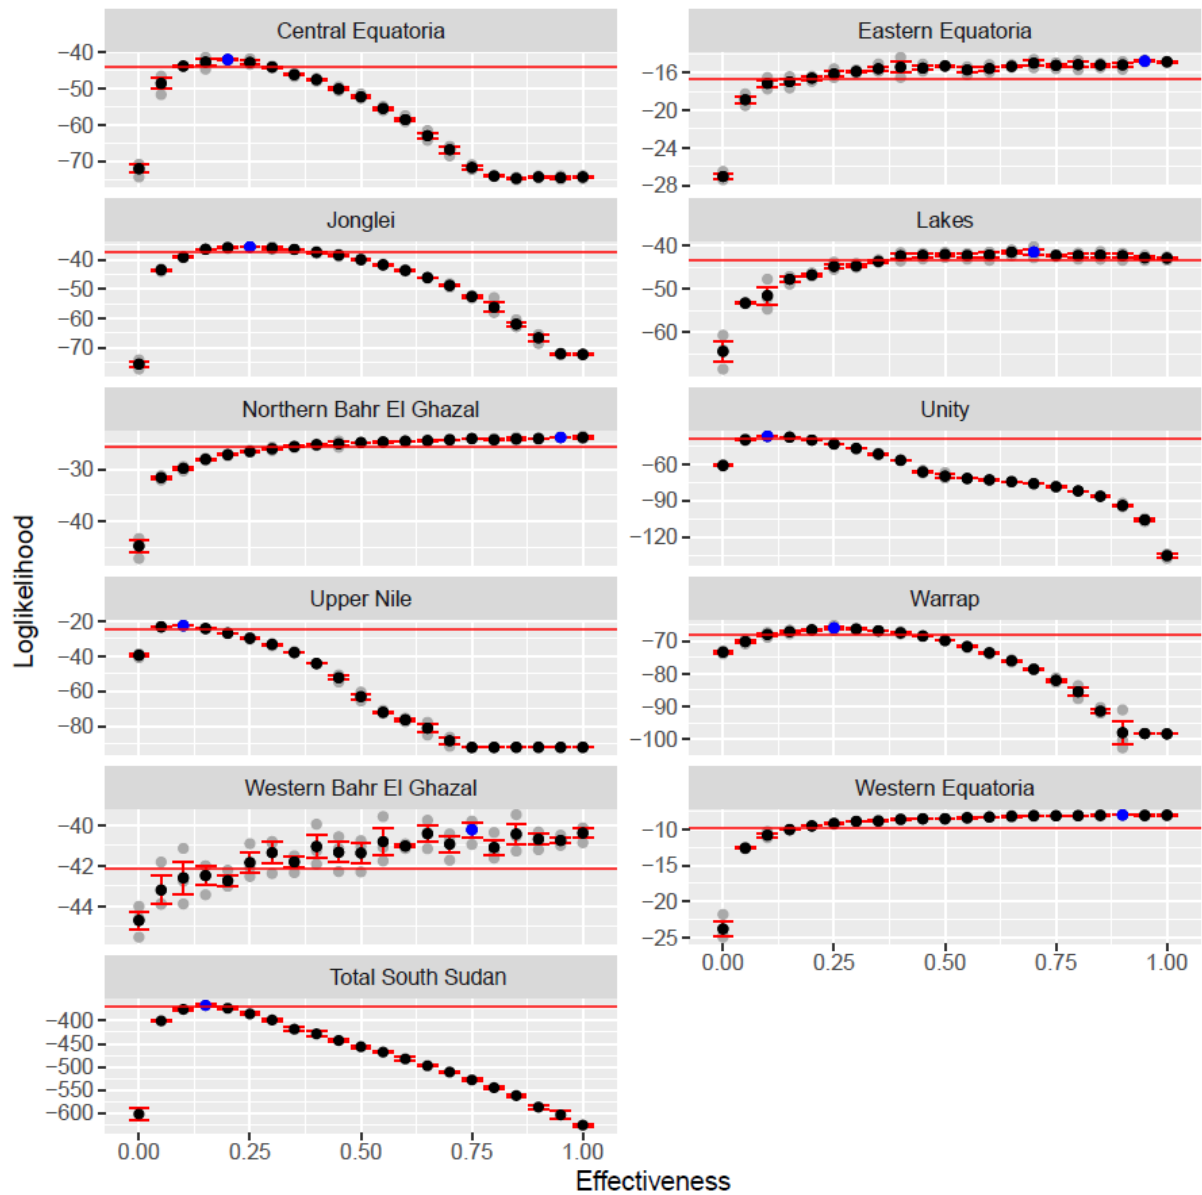 Central Equatoria
−40
−50
−60
−70
Eastern Equatoria
−16
−20
−24
−28
Jonglei
−40
−50
−60
−70
Lakes
−40
−50
−60
Northern Bahr El Ghazal
−30
−40
Unity
−60
−90
−120
Upper Nile
−20
−40
−60
−80
Warrap
−70
−80
−90
−100
Western Bahr El Ghazal
−40
−42
−44
Western Equatoria
−10
−15
−20
−25
0.00 0.25 0.50 0.75 1.00
Total South Sudan
−400
−450
−500
−550
−600
0.00 0.25 0.50 0.75 1.00
Effectiveness
Loglikelihood